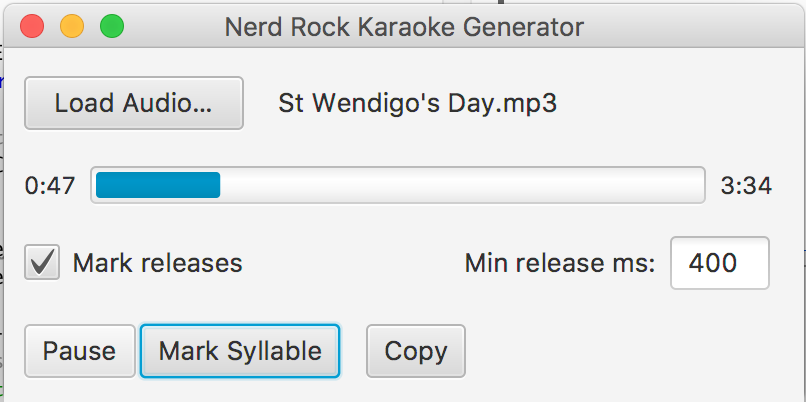 Nerd Rock Karaoke Generator
Load Audio... St Wendigo's Day.mp3
0:47 3:34
Mark releases Min release ms: 400
Pause Mark Syllable Copy